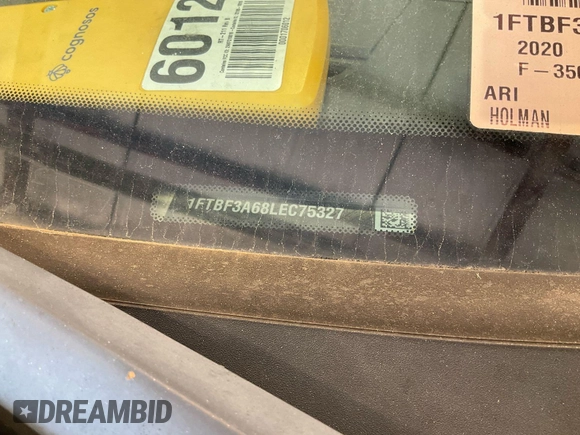 cognosos
6012
1FTBF3
2020
F-350
ARI
HOLMAN
1FTBF3A68LEC75327
DREAMBID